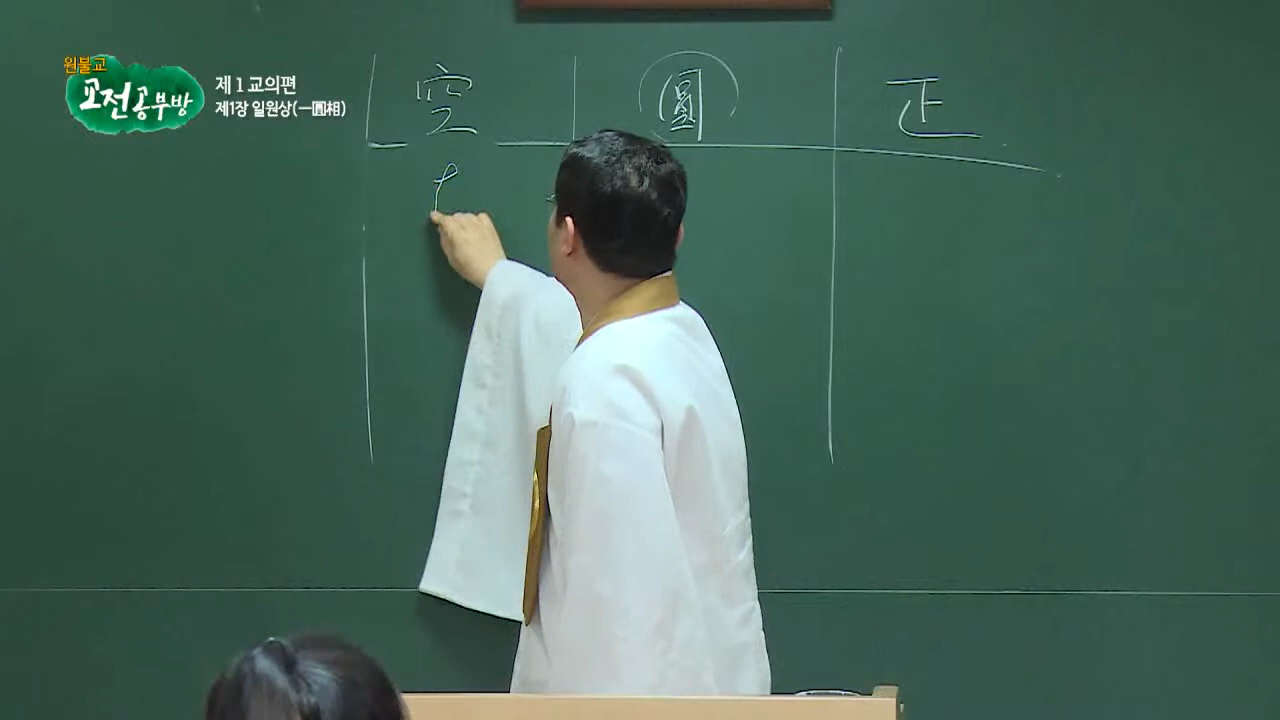 원불교
교전공부방
제 1 교의편
제1장 일원상(一圓相)
空 圓 正